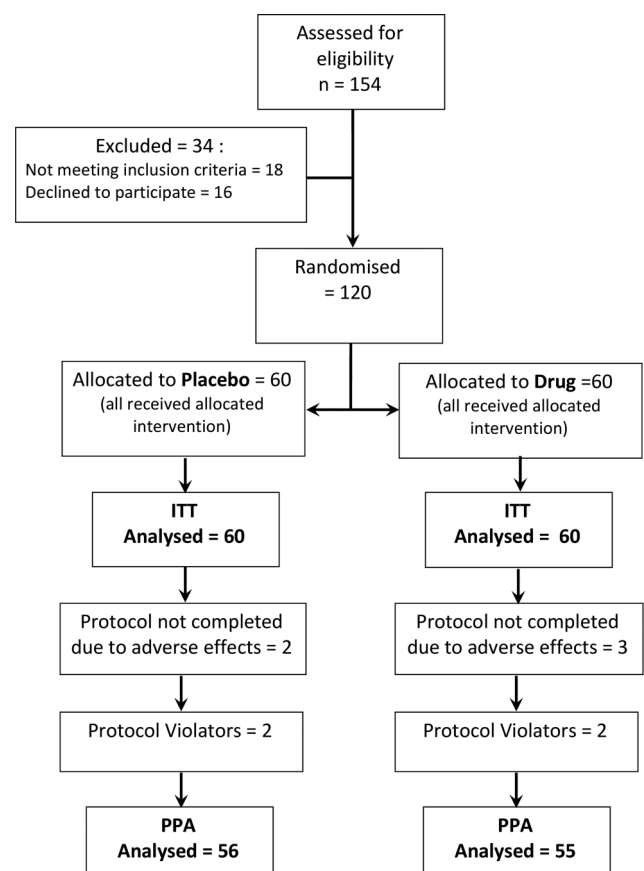 Assessed for
eligibility
n = 154
Excluded = 34 :
Not meeting inclusion criteria = 18
Declined to participate = 16
Randomised
= 120
Allocated to Placebo = 60
(all received allocated
intervention)
Allocated to Drug =60
(all received allocated
intervention)
ITT
Analysed = 60
ITT
Analysed = 60
Protocol not completed
due to adverse effects = 2
Protocol not completed
due to adverse effects = 3
Protocol Violators = 2
Protocol Violators = 2
PPA
Analysed = 56
PPA
Analysed = 55